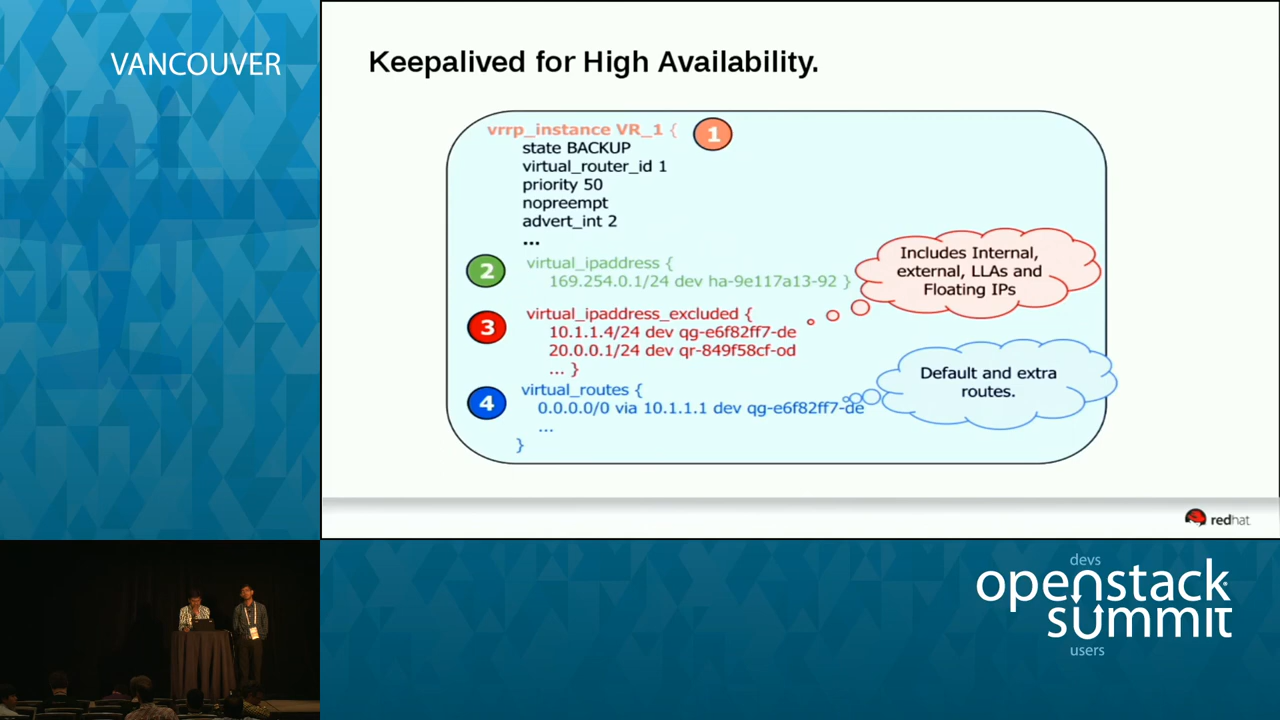 VANCOUVER
Keepalived for High Availability.
vrrp_instance VR_1 {
1
state BACKUP
virtual_router_id 1
priority 50
nopreempt
advert_int 2
...
2
virtual_ipaddress {
169.254.0.1/24 dev ha-9e117a13-92 }
Includes Internal,
external, LLAs and
Floating IPs
3
virtual_ipaddress_excluded {
10.1.1.4/24 dev qg-e6f82ff7-de
20.0.0.1/24 dev qr-849f58cf-od
... }
Default and extra
routes.
4
virtual_routes {
0.0.0.0/0 via 10.1.1.1 dev qg-e6f82ff7-de
...
}
redhat
devs
openstack
summit
users